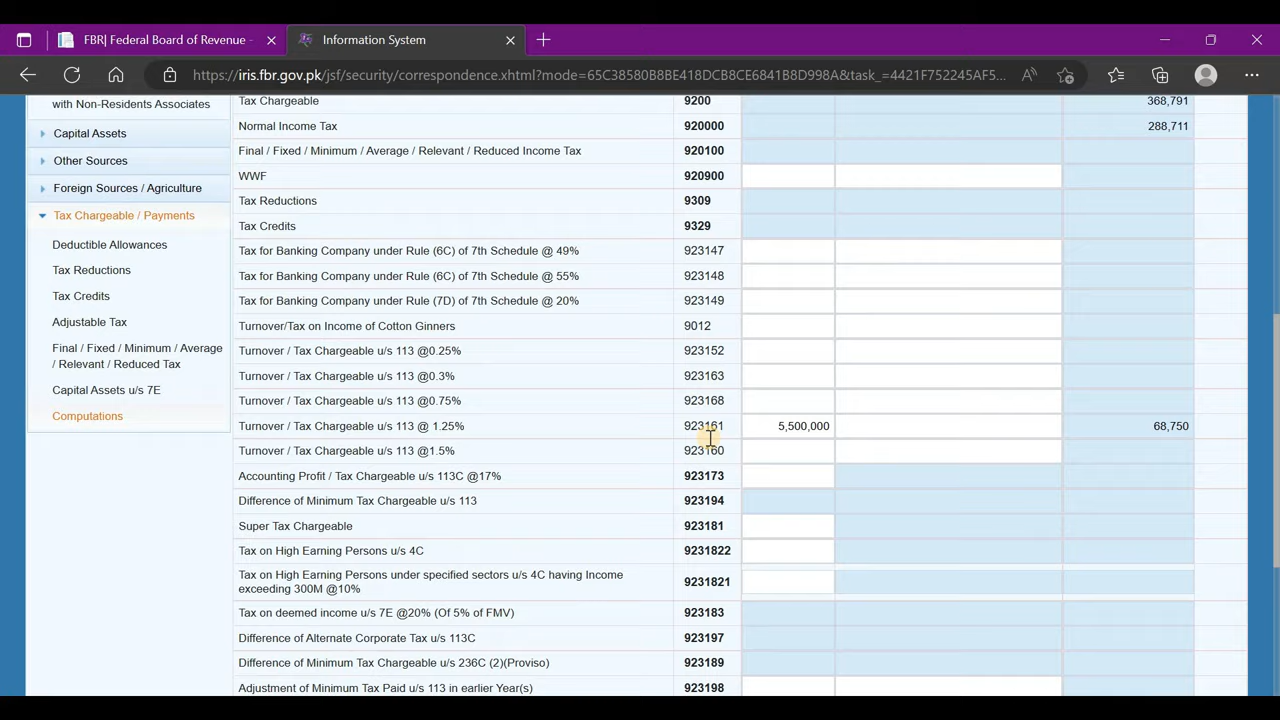 FBR| Federal Board of Revenue -
Information System
https://iris.fbr.gov.pk/jsf/security/correspondence.xhtml?mode=65C38580B8BE418DCB8CE6841B8D998A&task_=4421F752245AF5...
with Non-Residents Associates
Capital Assets
Other Sources
Foreign Sources / Agriculture
Tax Chargeable / Payments
Deductible Allowances
Tax Reductions
Tax Credits
Adjustable Tax
Final / Fixed / Minimum / Average
/ Relevant / Reduced Tax
Capital Assets u/s 7E
Computations
Tax Chargeable 9200 368,791
Normal Income Tax 920000 288,711
Final / Fixed / Minimum / Average / Relevant / Reduced Income Tax 920100
WWF 920900
Tax Reductions 9309
Tax Credits 9329
Tax for Banking Company under Rule (6C) of 7th Schedule @ 49% 923147
Tax for Banking Company under Rule (6C) of 7th Schedule @ 55% 923148
Tax for Banking Company under Rule (7D) of 7th Schedule @ 20% 923149
Turnover/Tax on Income of Cotton Ginners 9012
Turnover / Tax Chargeable u/s 113 @0.25% 923152
Turnover / Tax Chargeable u/s 113 @0.3% 923163
Turnover / Tax Chargeable u/s 113 @0.75% 923168
Turnover / Tax Chargeable u/s 113 @ 1.25% 923161 5,500,000 68,750
Turnover / Tax Chargeable u/s 113 @1.5% 923160
Accounting Profit / Tax Chargeable u/s 113C @17% 923173
Difference of Minimum Tax Chargeable u/s 113 923194
Super Tax Chargeable 923181
Tax on High Earning Persons u/s 4C 9231822
Tax on High Earning Persons under specified sectors u/s 4C having Income
exceeding 300M @10% 9231821
Tax on deemed income u/s 7E @20% (Of 5% of FMV) 923183
Difference of Alternate Corporate Tax u/s 113C 923197
Difference of Minimum Tax Chargeable u/s 236C (2)(Proviso) 923189
Adjustment of Minimum Tax Paid u/s 113 in earlier Year(s) 923198